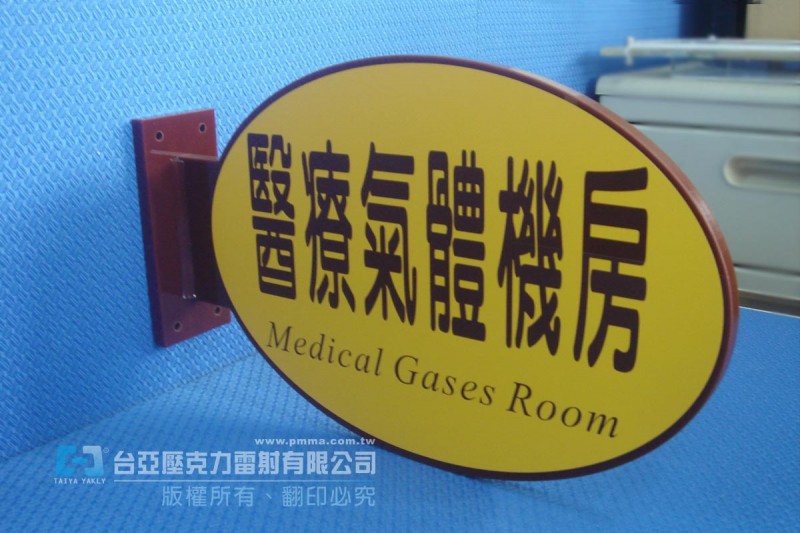 醫療氣體機房
Medical Gases Room
www.pmma.com.tw
台亞壓克力雷射有限公司
TAIYA YAKLY
版權所有、翻印必究